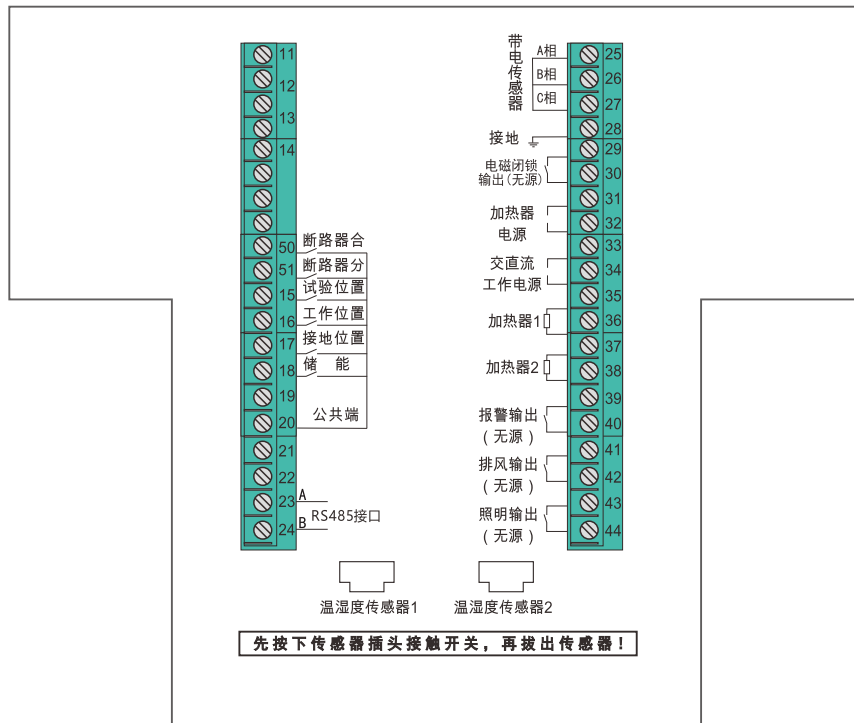 11
12
13
14
50 断路器合
51 断路器分
15 试验位置
16 工作位置
17 接地位置
18 储 能
19
20 公共端
21
22
23 A
RS485接口
24 B
带电传感器
A相 25
B相 26
C相 27
28
接地 29
电磁闭锁
输出(无源) 30
31
加热器
电源 32
33
交直流 34
工作电源 35
加热器1 36
37
加热器2 38
39
报警输出 40
(无源)
41
排风输出 42
(无源)
43
照明输出 44
(无源)
温湿度传感器1
温湿度传感器2
先按下传感器插头接触开关，再拔出传感器！